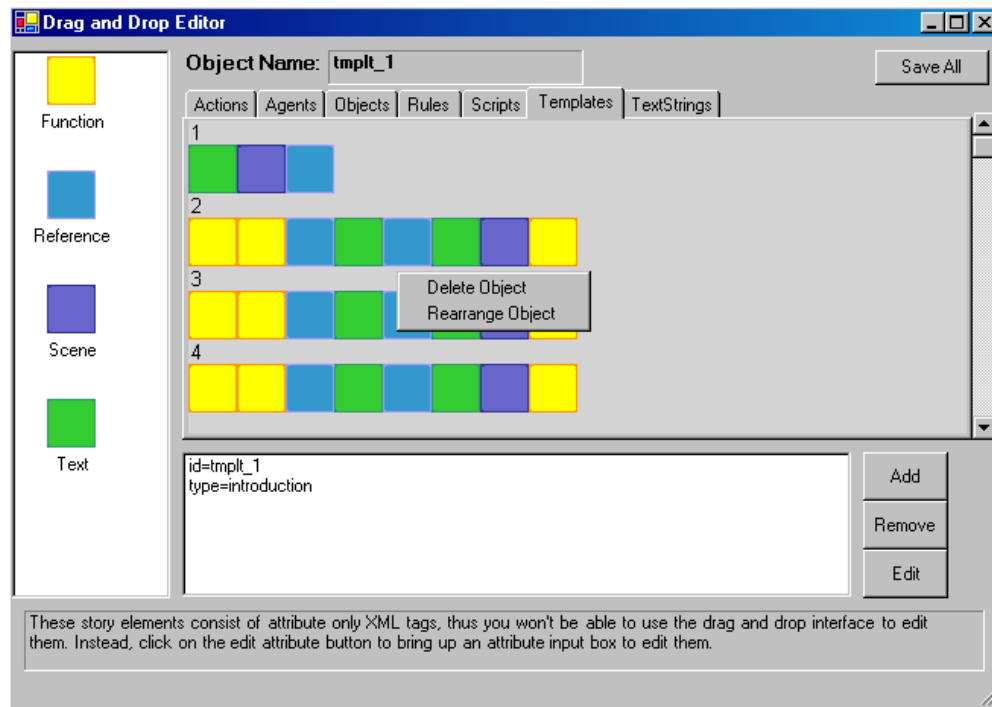 Drag and Drop Editor
Object Name: tmplt_1
Save All
Actions Agents Objects Rules Scripts Templates TextStrings
Function
Reference
Scene
Text
1
2
3
Delete Object
Rearrange Object
4
id=tmplt_1
type=introduction
Add
Remove
Edit
These story elements consist of attribute only XML tags, thus you won't be able to use the drag and drop interface to edit
them. Instead, click on the edit attribute button to bring up an attribute input box to edit them.